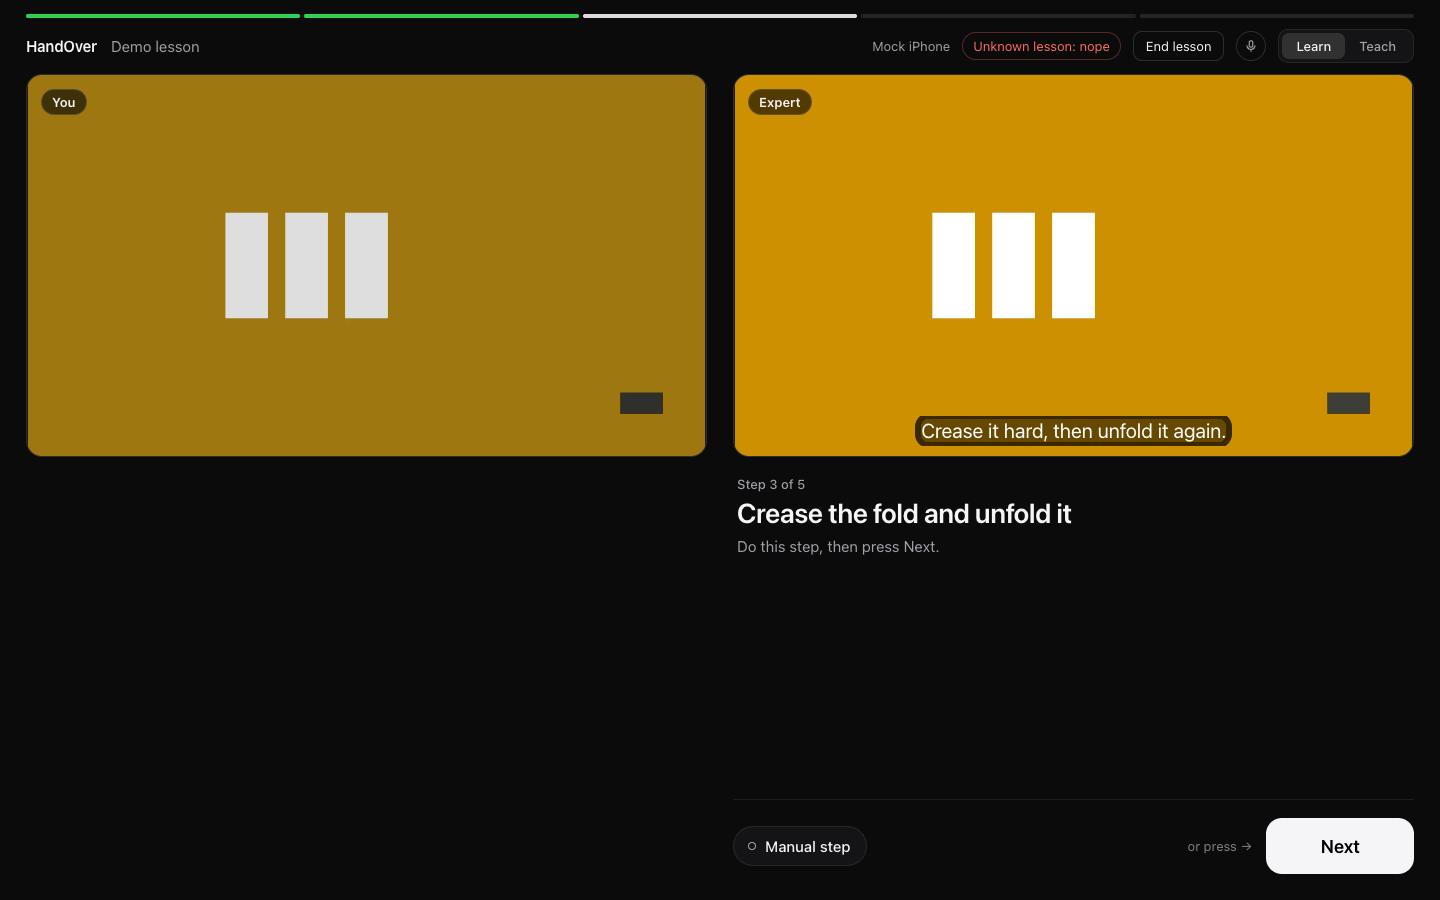 HandOver Demo lesson Mock iPhone Unknown lesson: nope End lesson Learn Teach
You
Expert
Crease it hard, then unfold it again.
Step 3 of 5
Crease the fold and unfold it
Do this step, then press Next.
Manual step
or press →
Next